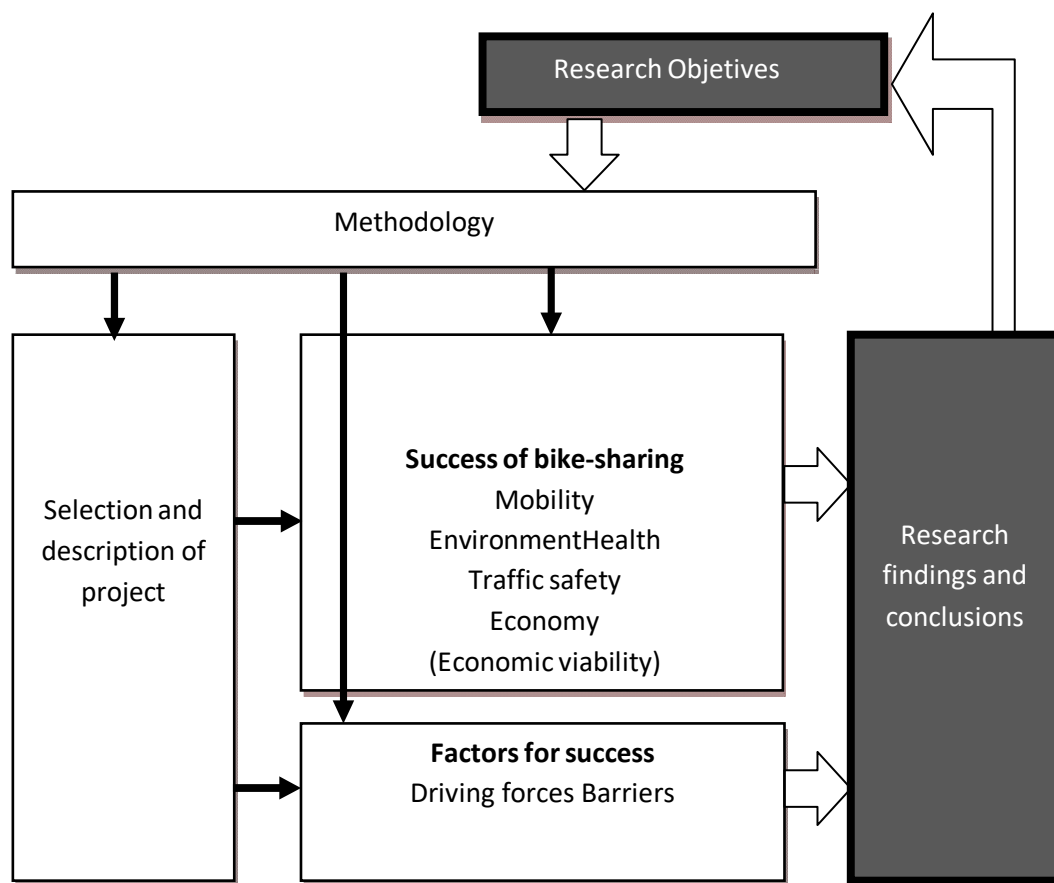 Research Objetives
Methodology
Selection and
description of
project
Success of bike-sharing
Mobility
EnvironmentHealth
Traffic safety
Economy
(Economic viability)
Factors for success
Driving forces Barriers
Research
findings and
conclusions